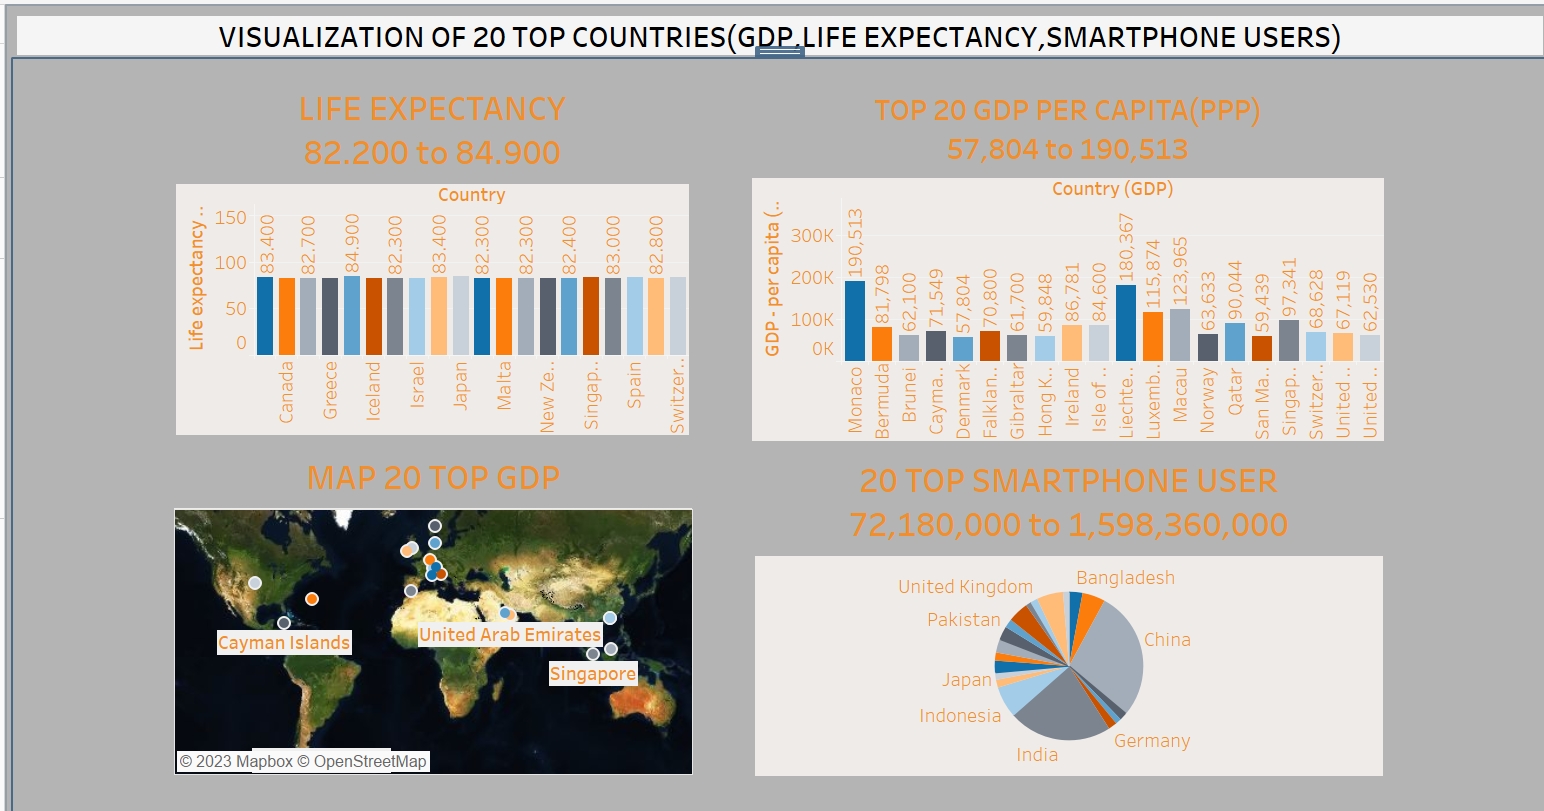 VISUALIZATION OF 20 TOP COUNTRIES(GDP,LIFE EXPECTANCY,SMARTPHONE USERS)
LIFE EXPECTANCY
82.200 to 84.900
Country
Life expectancy ..
150
100
50
0
83.400
82.700
84.900
82.300
83.400
82.300
82.300
82.400
83.000
82.800
Canada
Greece
Iceland
Israel
Japan
Malta
New Ze..
Singap..
Spain
Switzer..
TOP 20 GDP PER CAPITA(PPP)
57,804 to 190,513
Country (GDP)
GDP - per capita (..
300K
200K
100K
0K
190,513
81,798
62,100
71,549
57,804
70,800
61,700
59,848
86,781
84,600
180,367
115,874
123,965
63,633
90,044
59,439
97,341
68,628
67,119
62,530
Monaco
Bermuda
Brunei
Cayma..
Denmark
Falklan..
Gibraltar
Hong K..
Ireland
Isle of ..
Liechte..
Luxemb..
Macau
Norway
Qatar
San Ma..
Singap..
Switzer..
United ..
United ..
MAP 20 TOP GDP
Cayman Islands
United Arab Emirates
Singapore
© 2023 Mapbox © OpenStreetMap
20 TOP SMARTPHONE USER
72,180,000 to 1,598,360,000
United Kingdom
Bangladesh
Pakistan
China
Japan
Indonesia
Germany
India